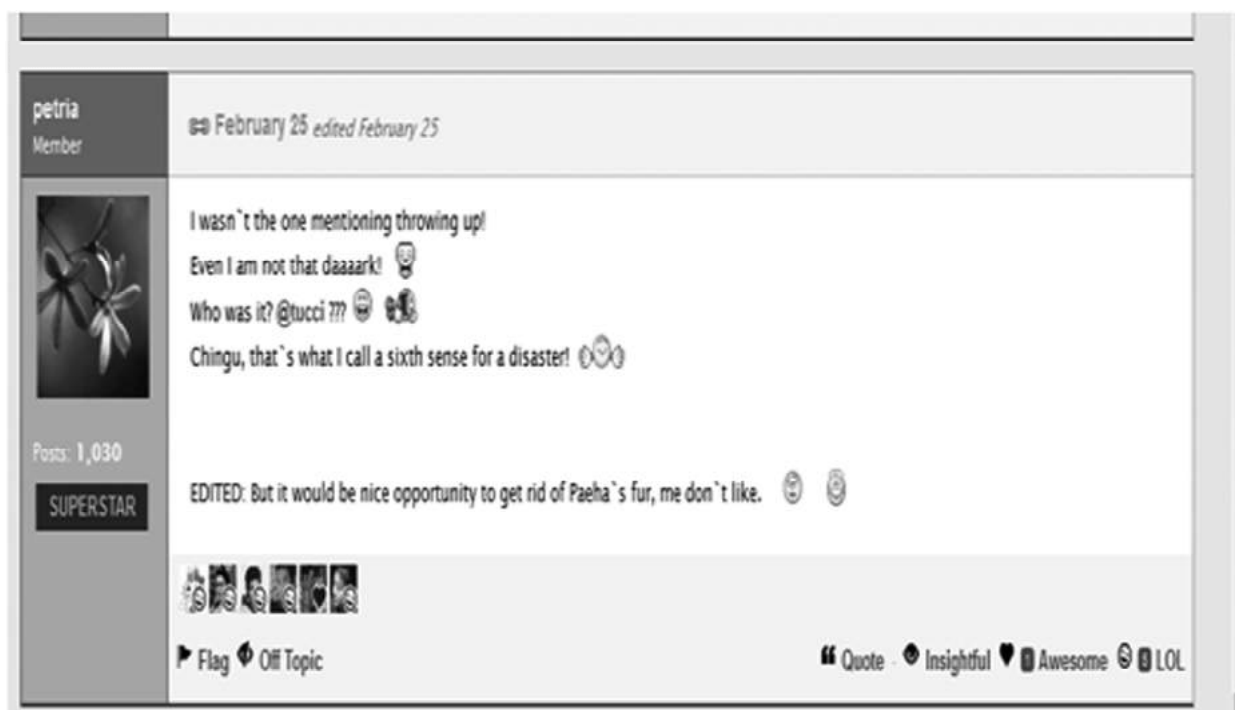 petria
Member
February 25 edited February 25
I wasn`t the one mentioning throwing up!
Even I am not that daaaark!
Who was it? @tucci ???
Chingu, that`s what I call a sixth sense for a disaster!
Posts: 1,030
SUPERSTAR
EDITED: But it would be nice opportunity to get rid of Paeha`s fur, me don`t like.
Flag Off Topic
Quote · Insightful Awesome LOL